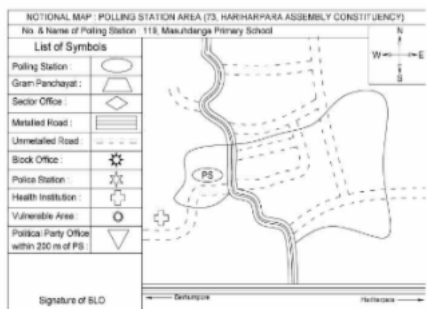 NOTIONAL MAP : POLLING STATION AREA (73, HARIHARPARA ASSEMBLY CONSTITUENCY)
No. & Name of Polling Station 119, Masuhdanga Primary School
List of Symbols
Polling Station :
Gram Panchayat :
Sector Office :
Metalled Road :
Unmetalled Road :
Block Office :
Police Station :
Health Institution :
Vulnerable Area :
Political Party Office
within 200 m of PS :
Signature of BLO
N
W
E
S
PS
Berhampore
Hariharpara